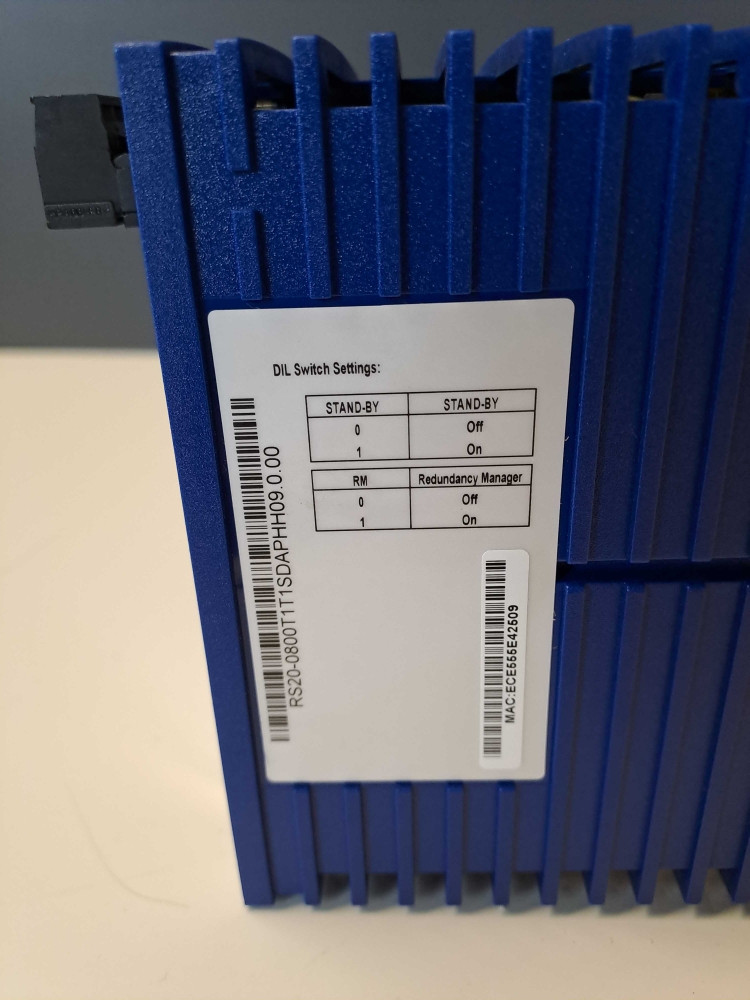 DIL Switch Settings:
STAND-BY STAND-BY
0 Off
1 On
RM Redundancy Manager
0 Off
1 On
RS20-0800T1T1SDAPHH09.0.00
MAC:ECE555E42509